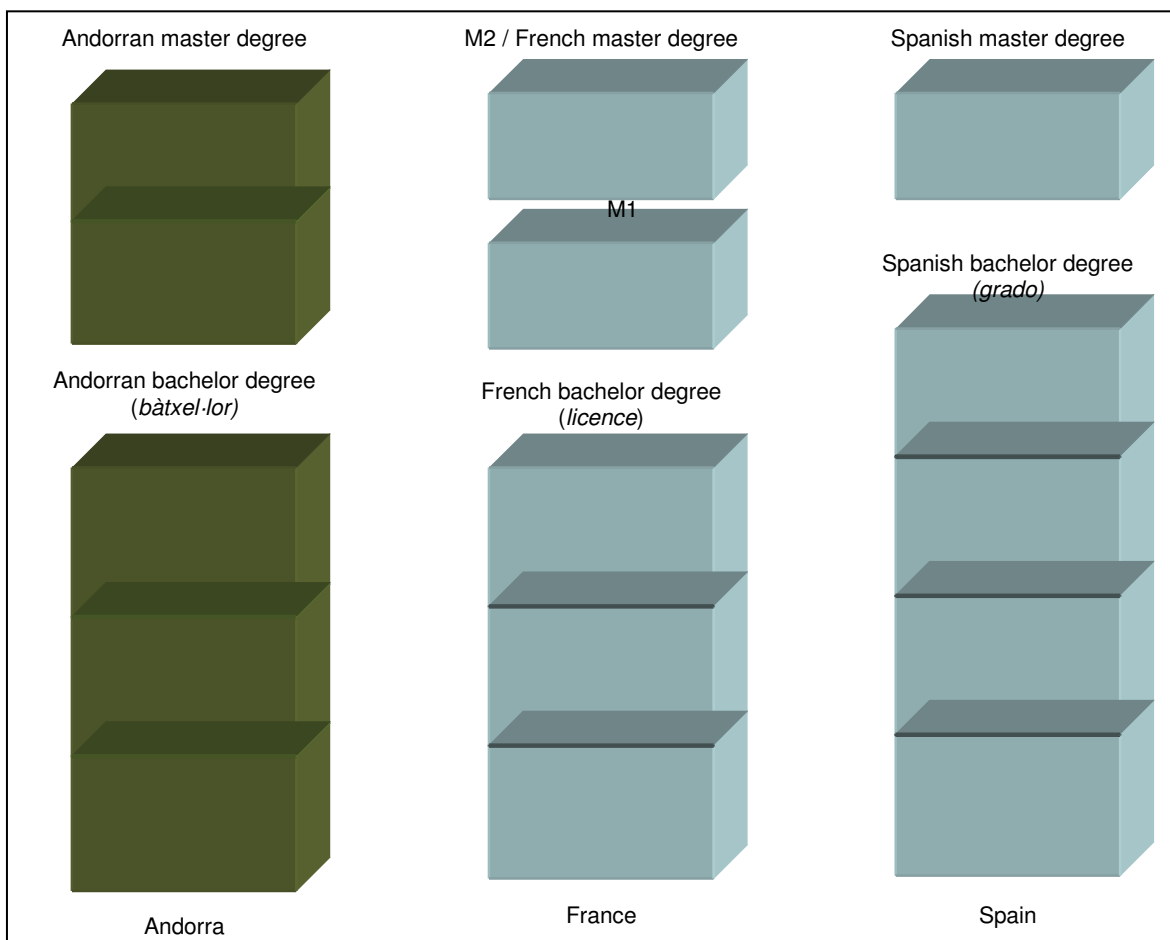 Andorran master degree
M2 / French master degree
Spanish master degree
M1
Spanish bachelor degree
(grado)
Andorran bachelor degree
(bàtxel·lor)
French bachelor degree
(licence)
Andorra
France
Spain